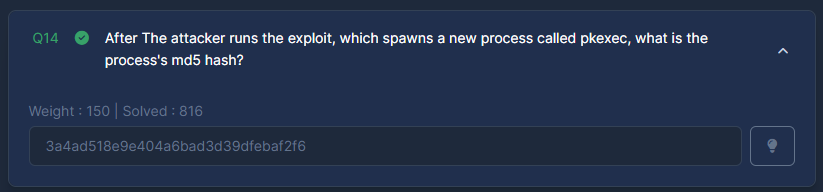 Q14 After The attacker runs the exploit, which spawns a new process called pkexec, what is the
process's md5 hash?
Weight : 150 | Solved : 816
3a4ad518e9e404a6bad3d39dfebaf2f6